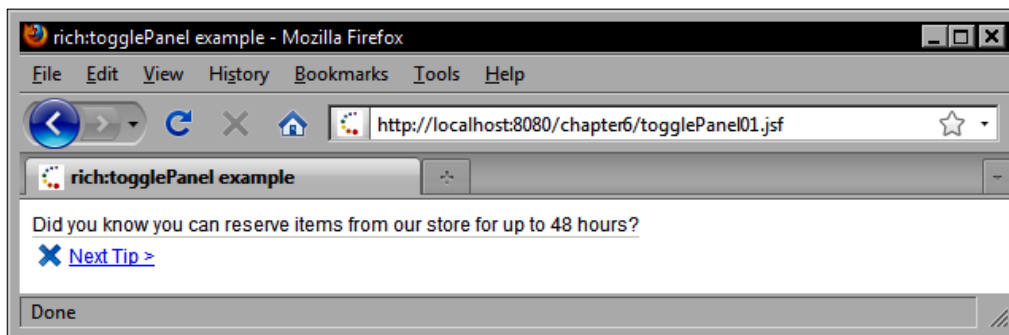 rich:togglePanel example - Mozilla Firefox
File Edit View History Bookmarks Tools Help
http://localhost:8080/chapter6/togglePanel01.jsf
rich:togglePanel example
Did you know you can reserve items from our store for up to 48 hours?
Next Tip >
Done